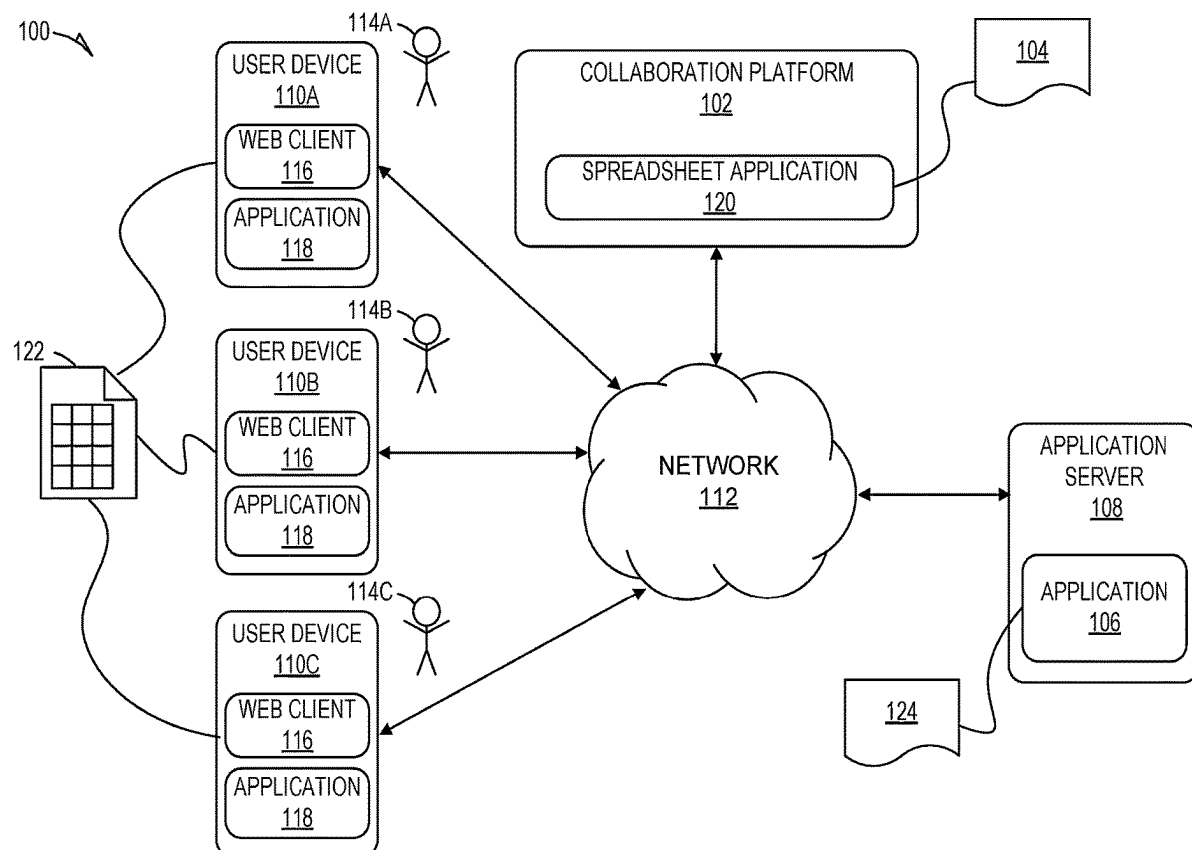 100
114A
USER DEVICE
110A
WEB CLIENT
116
APPLICATION
118
COLLABORATION PLATFORM
102
SPREADSHEET APPLICATION
120
104
122
114B
USER DEVICE
110B
WEB CLIENT
116
APPLICATION
118
NETWORK
112
APPLICATION
SERVER
108
APPLICATION
106
114C
USER DEVICE
110C
WEB CLIENT
116
APPLICATION
118
124